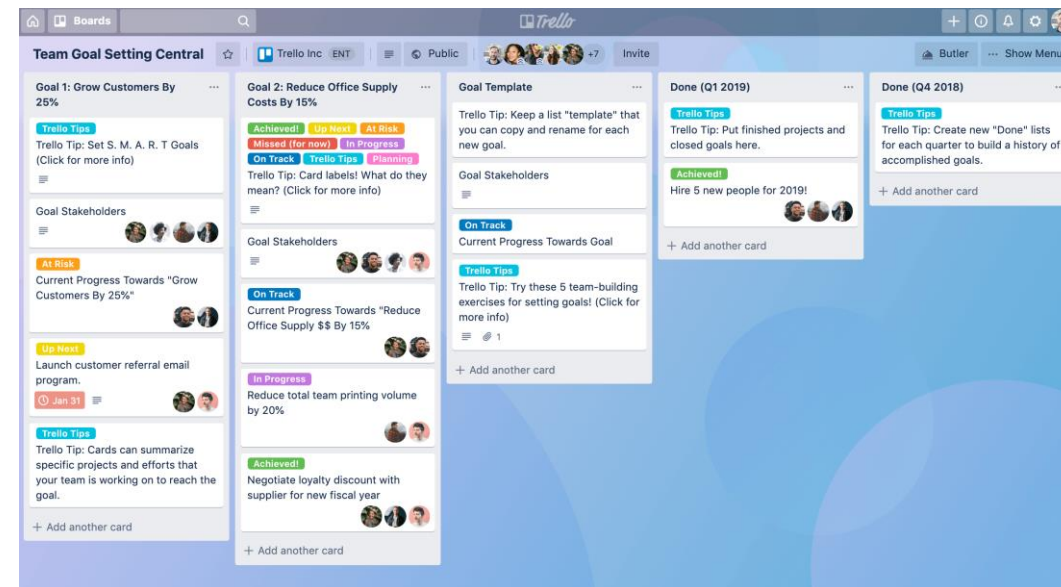 Boards
Trello
Team Goal Setting Central
Trello Inc ENT
Public
+7
Invite
Butler
... Show Menu
Goal 1: Grow Customers By
25%
Trello Tips
Trello Tip: Set S. M. A. R. T Goals
(Click for more info)
Goal Stakeholders
At Risk
Current Progress Towards "Grow
Customers By 25%"
Up Next
Launch customer referral email
program.
Jan 31
Trello Tips
Trello Tip: Cards can summarize
specific projects and efforts that
your team is working on to reach the
goal.
+ Add another card
Goal 2: Reduce Office Supply
Costs By 15%
Achieved! Up Next At Risk
Missed (for now) In Progress
On Track Trello Tips Planning
Trello Tip: Card labels! What do they
mean? (Click for more info)
Goal Stakeholders
On Track
Current Progress Towards "Reduce
Office Supply $$ By 15%
In Progress
Reduce total team printing volume
by 20%
Achieved!
Negotiate loyalty discount with
supplier for new fiscal year
+ Add another card
Goal Template
Trello Tip: Keep a list "template" that
you can copy and rename for each
new goal.
Goal Stakeholders
On Track
Current Progress Towards Goal
Trello Tips
Trello Tip: Try these 5 team-building
exercises for setting goals! (Click for
more info)
1
+ Add another card
Done (Q1 2019)
Trello Tips
Trello Tip: Put finished projects and
closed goals here.
Achieved!
Hire 5 new people for 2019!
+ Add another card
Done (Q4 2018)
Trello Tips
Trello Tip: Create new "Done" lists
for each quarter to build a history of
accomplished goals.
+ Add another card